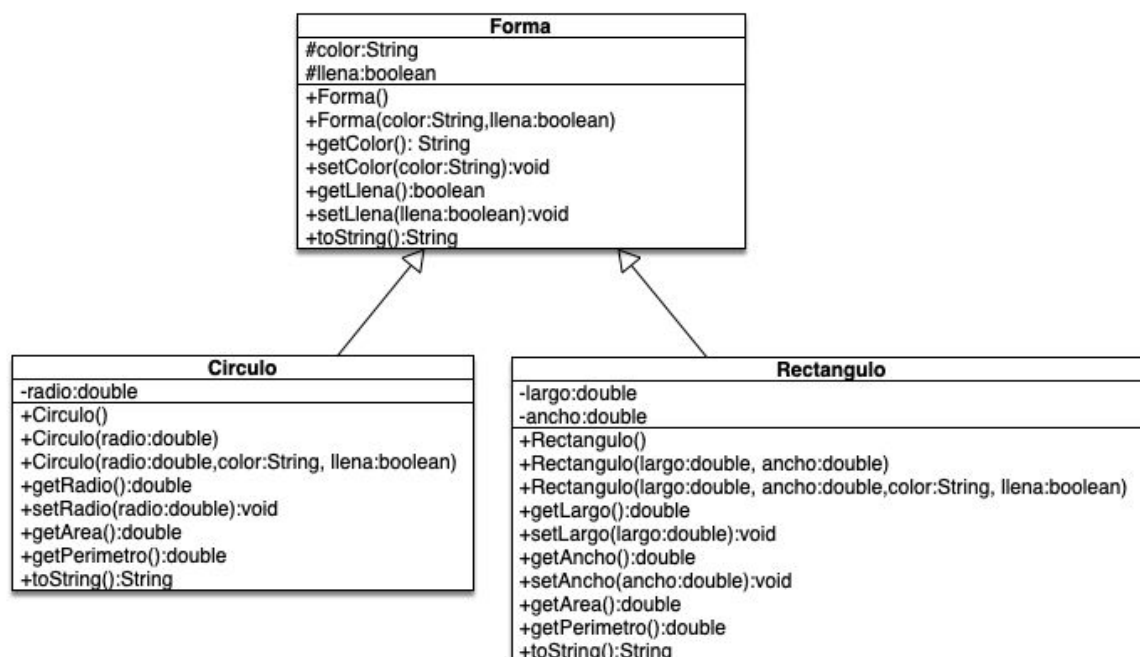 Forma
#color:String
#llena:boolean
+Forma()
+Forma(color:String,llena:boolean)
+getColor(): String
+setColor(color:String):void
+getLlena():boolean
+setLlena(llena:boolean):void
+toString():String
Circulo
-radio:double
+Circulo()
+Circulo(radio:double)
+Circulo(radio:double,color:String, llena:boolean)
+getRadio():double
+setRadio(radio:double):void
+getArea():double
+getPerimetro():double
+toString():String
Rectangulo
-largo:double
-ancho:double
+Rectangulo()
+Rectangulo(largo:double, ancho:double)
+Rectangulo(largo:double, ancho:double,color:String, llena:boolean)
+getLargo():double
+setLargo(largo:double):void
+getAncho():double
+setAncho(ancho:double):void
+getArea():double
+getPerimetro():double
+toString():String